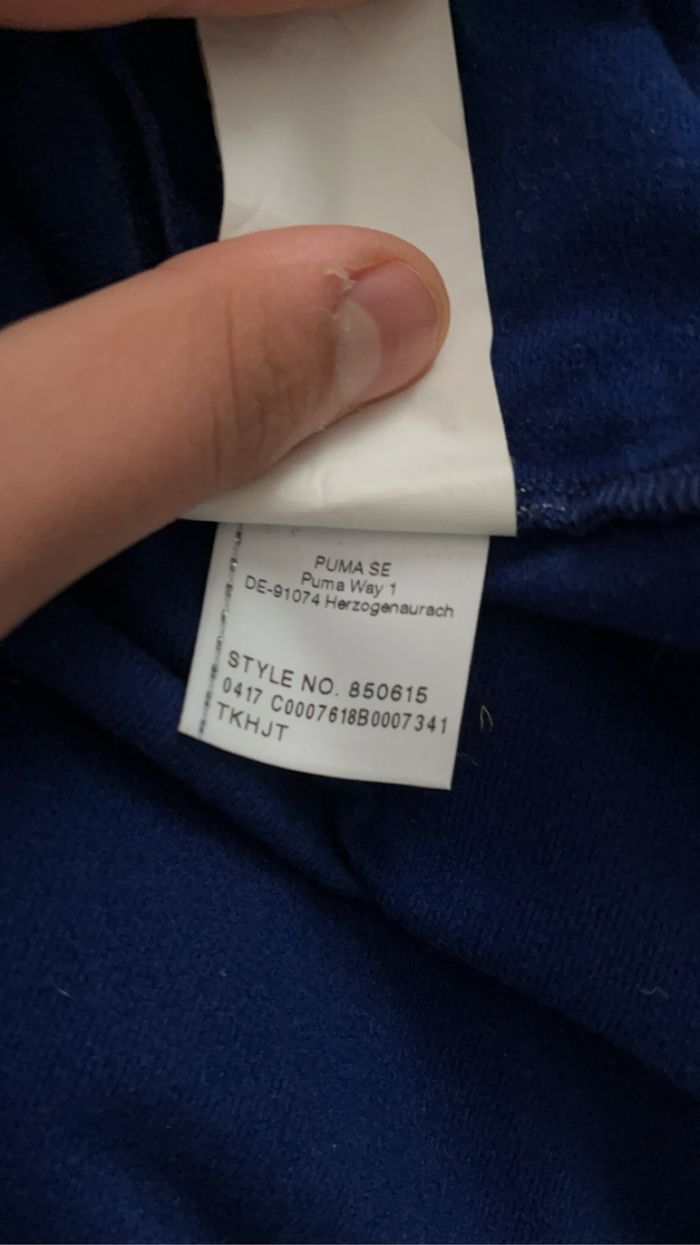 PUMA SE
Puma Way 1
DE-91074 Herzogenaurach
STYLE NO. 850615
0417 C0007618B0007341
TKHJT